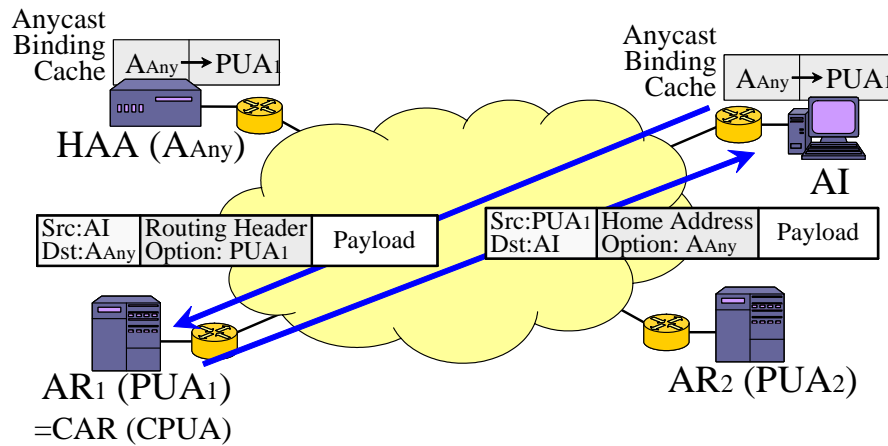 Anycast
Binding
Cache
AAny → PUA1
HAA (AAny)
Anycast
Binding
Cache
AAny → PUA1
AI
Src:AI
Dst:AAny
Routing Header
Option: PUA1
Payload
Src:PUA1
Dst:AI
Home Address
Option: AAny
Payload
AR1 (PUA1)
=CAR (CPUA)
AR2 (PUA2)